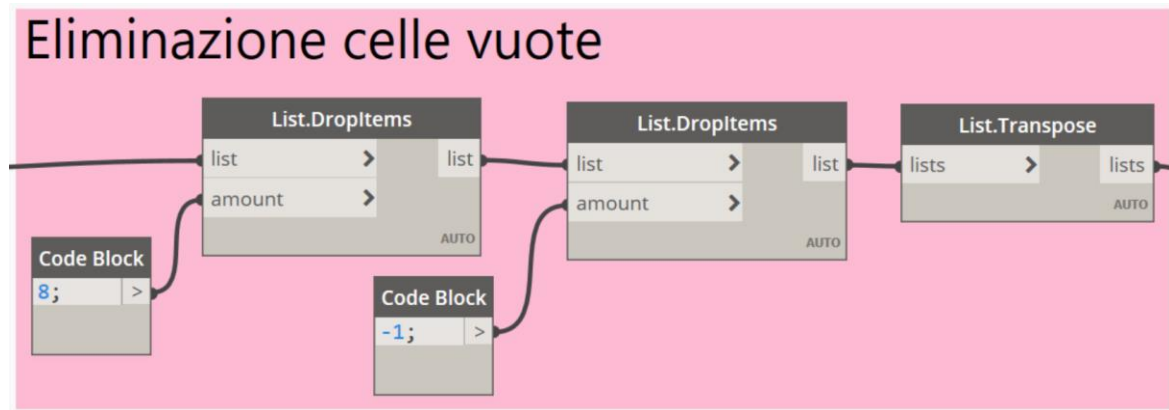 Eliminazione celle vuote
List.DropItems
list > list
amount >
AUTO
Code Block
8; >
List.DropItems
list > list
amount >
AUTO
Code Block
-1; >
List.Transpose
lists > lists
AUTO